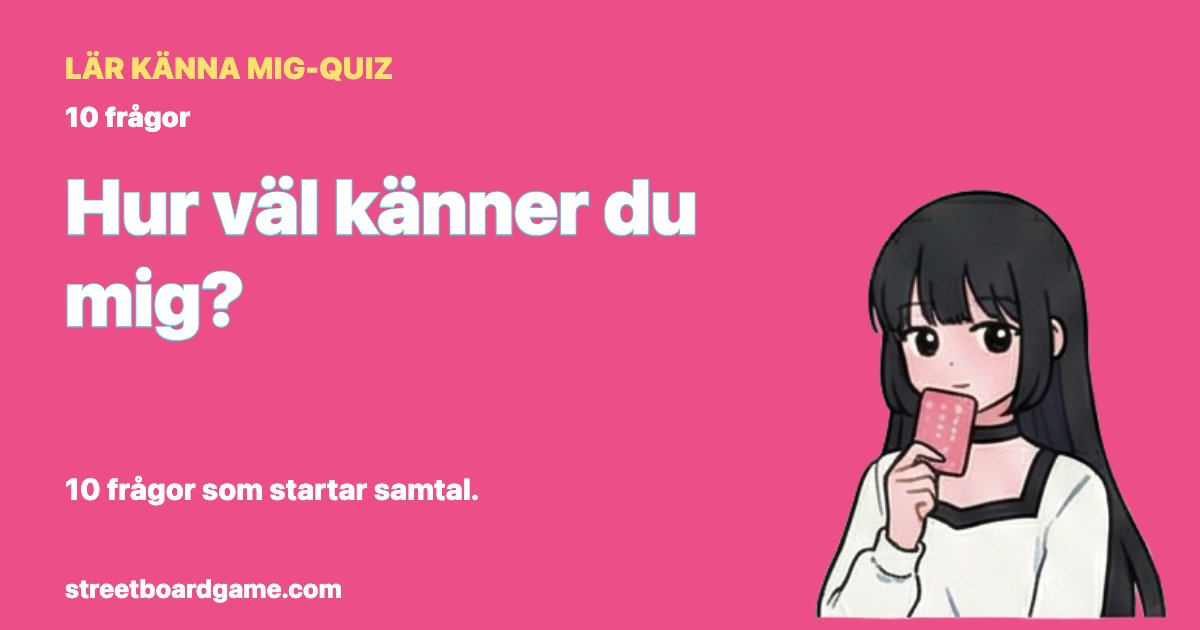 LÄR KÄNNA MIG-QUIZ
10 frågor
Hur väl känner du
mig?
10 frågor som startar samtal.
streetboardgame.com